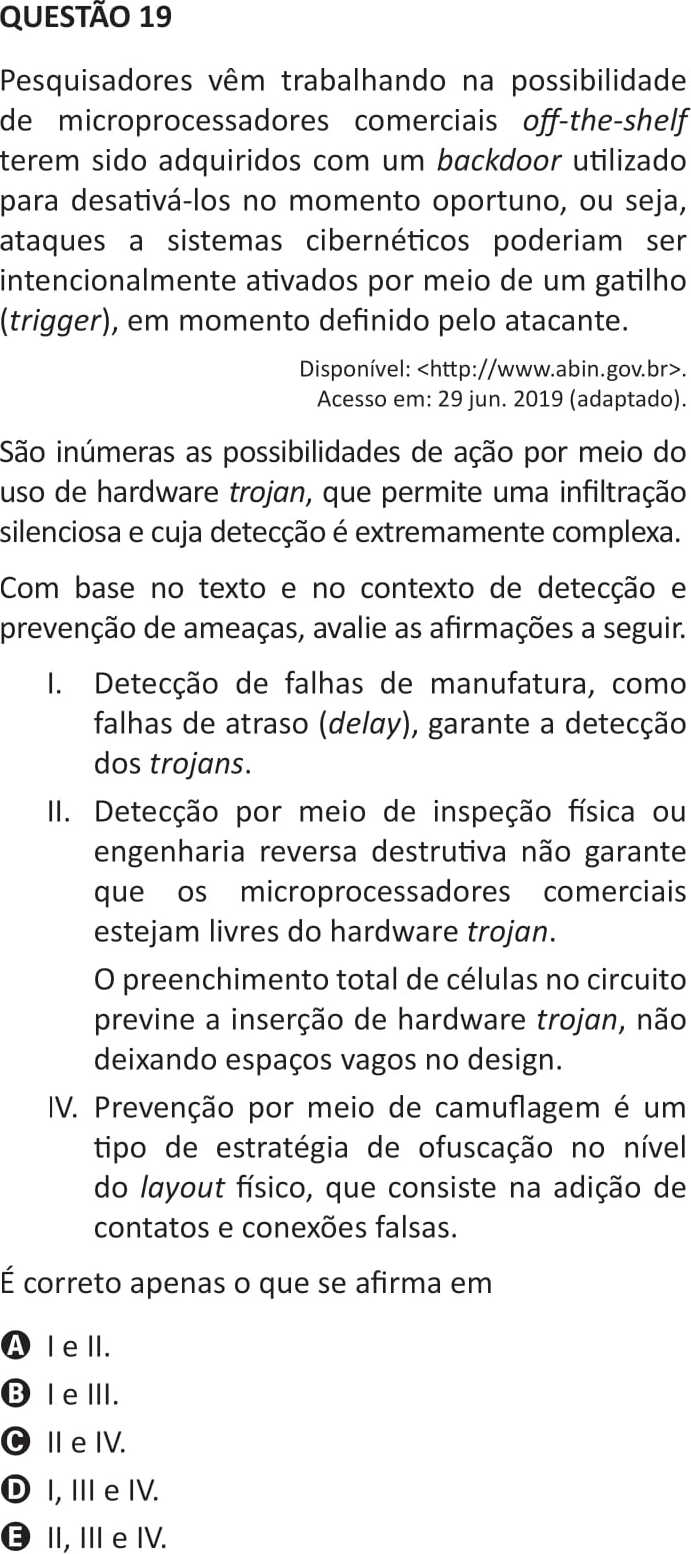 QUESTÃO 19
Pesquisadores vêm trabalhando na possibilidade
de microprocessadores comerciais off-the-shelf
terem sido adquiridos com um backdoor utilizado
para desativá-los no momento oportuno, ou seja,
ataques a sistemas cibernéticos poderiam ser
intencionalmente ativados por meio de um gatilho
(trigger), em momento definido pelo atacante.
Disponível: <http://www.abin.gov.br>.
Acesso em: 29 jun. 2019 (adaptado).
São inúmeras as possibilidades de ação por meio do
uso de hardware trojan, que permite uma infiltração
silenciosa e cuja detecção é extremamente complexa.
Com base no texto e no contexto de detecção e
prevenção de ameaças, avalie as afirmações a seguir.
I. Detecção de falhas de manufatura, como
falhas de atraso (delay), garante a detecção
dos trojans.
II. Detecção por meio de inspeção física ou
engenharia reversa destrutiva não garante
que os microprocessadores comerciais
estejam livres do hardware trojan.
O preenchimento total de células no circuito
previne a inserção de hardware trojan, não
deixando espaços vagos no design.
IV. Prevenção por meio de camuflagem é um
tipo de estratégia de ofuscação no nível
do layout físico, que consiste na adição de
contatos e conexões falsas.
É correto apenas o que se afirma em
A I e II.
B I e III.
C II e IV.
D I, III e IV.
E II, III e IV.